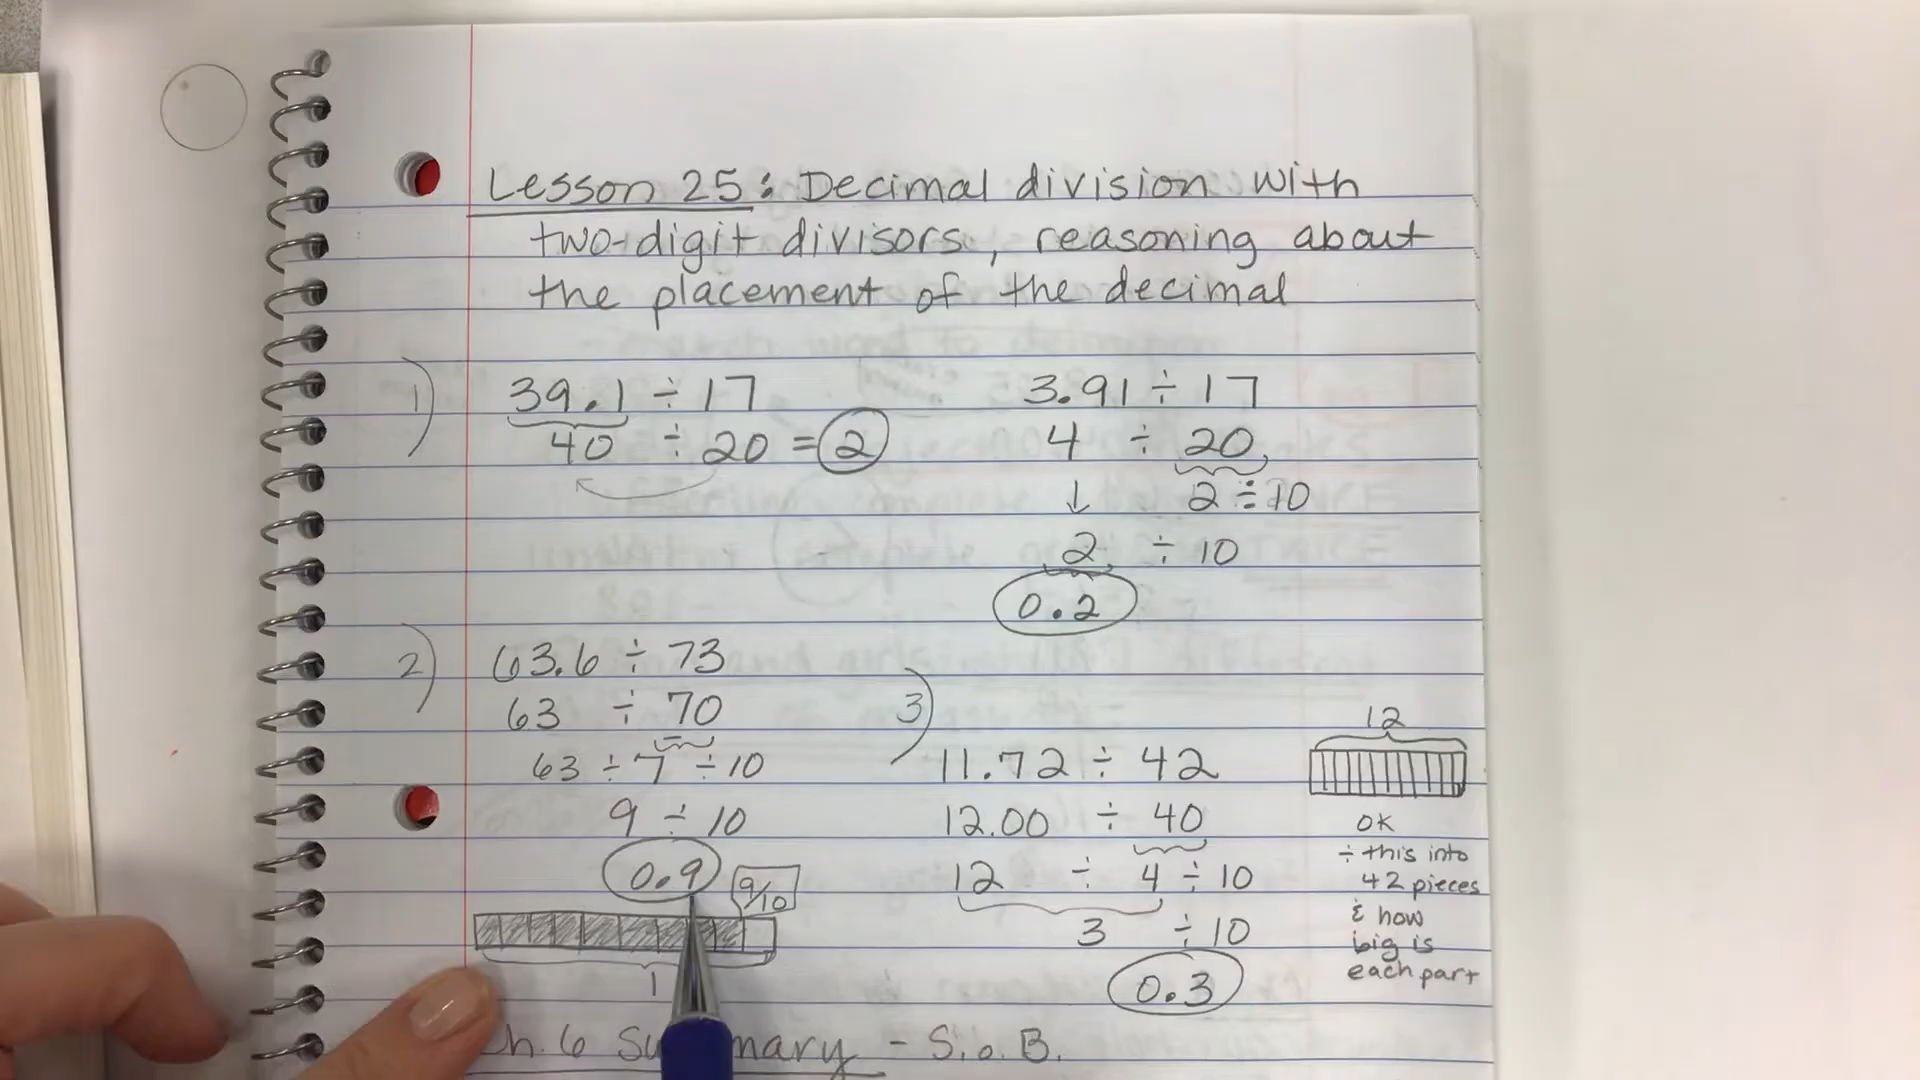 Lesson 25: Decimal division with
two-digit divisors, reasoning about
the placement of the decimal
1) 39.1 ÷ 17
40 ÷ 20 = 2
3.91 ÷ 17
4 ÷ 20
2 ÷ 10
↓
2 ÷ 10
0.2
2) 63.6 ÷ 73
63 ÷ 70
63 ÷ 7 ÷ 10
9 ÷ 10
0.9
9/10
1
3) 11.72 ÷ 42
12.00 ÷ 40
12 ÷ 4 ÷ 10
3 ÷ 10
0.3
12
OK
÷ this into
42 pieces
& how
big is
each part
Ch. 6 Summary - S.o.B.